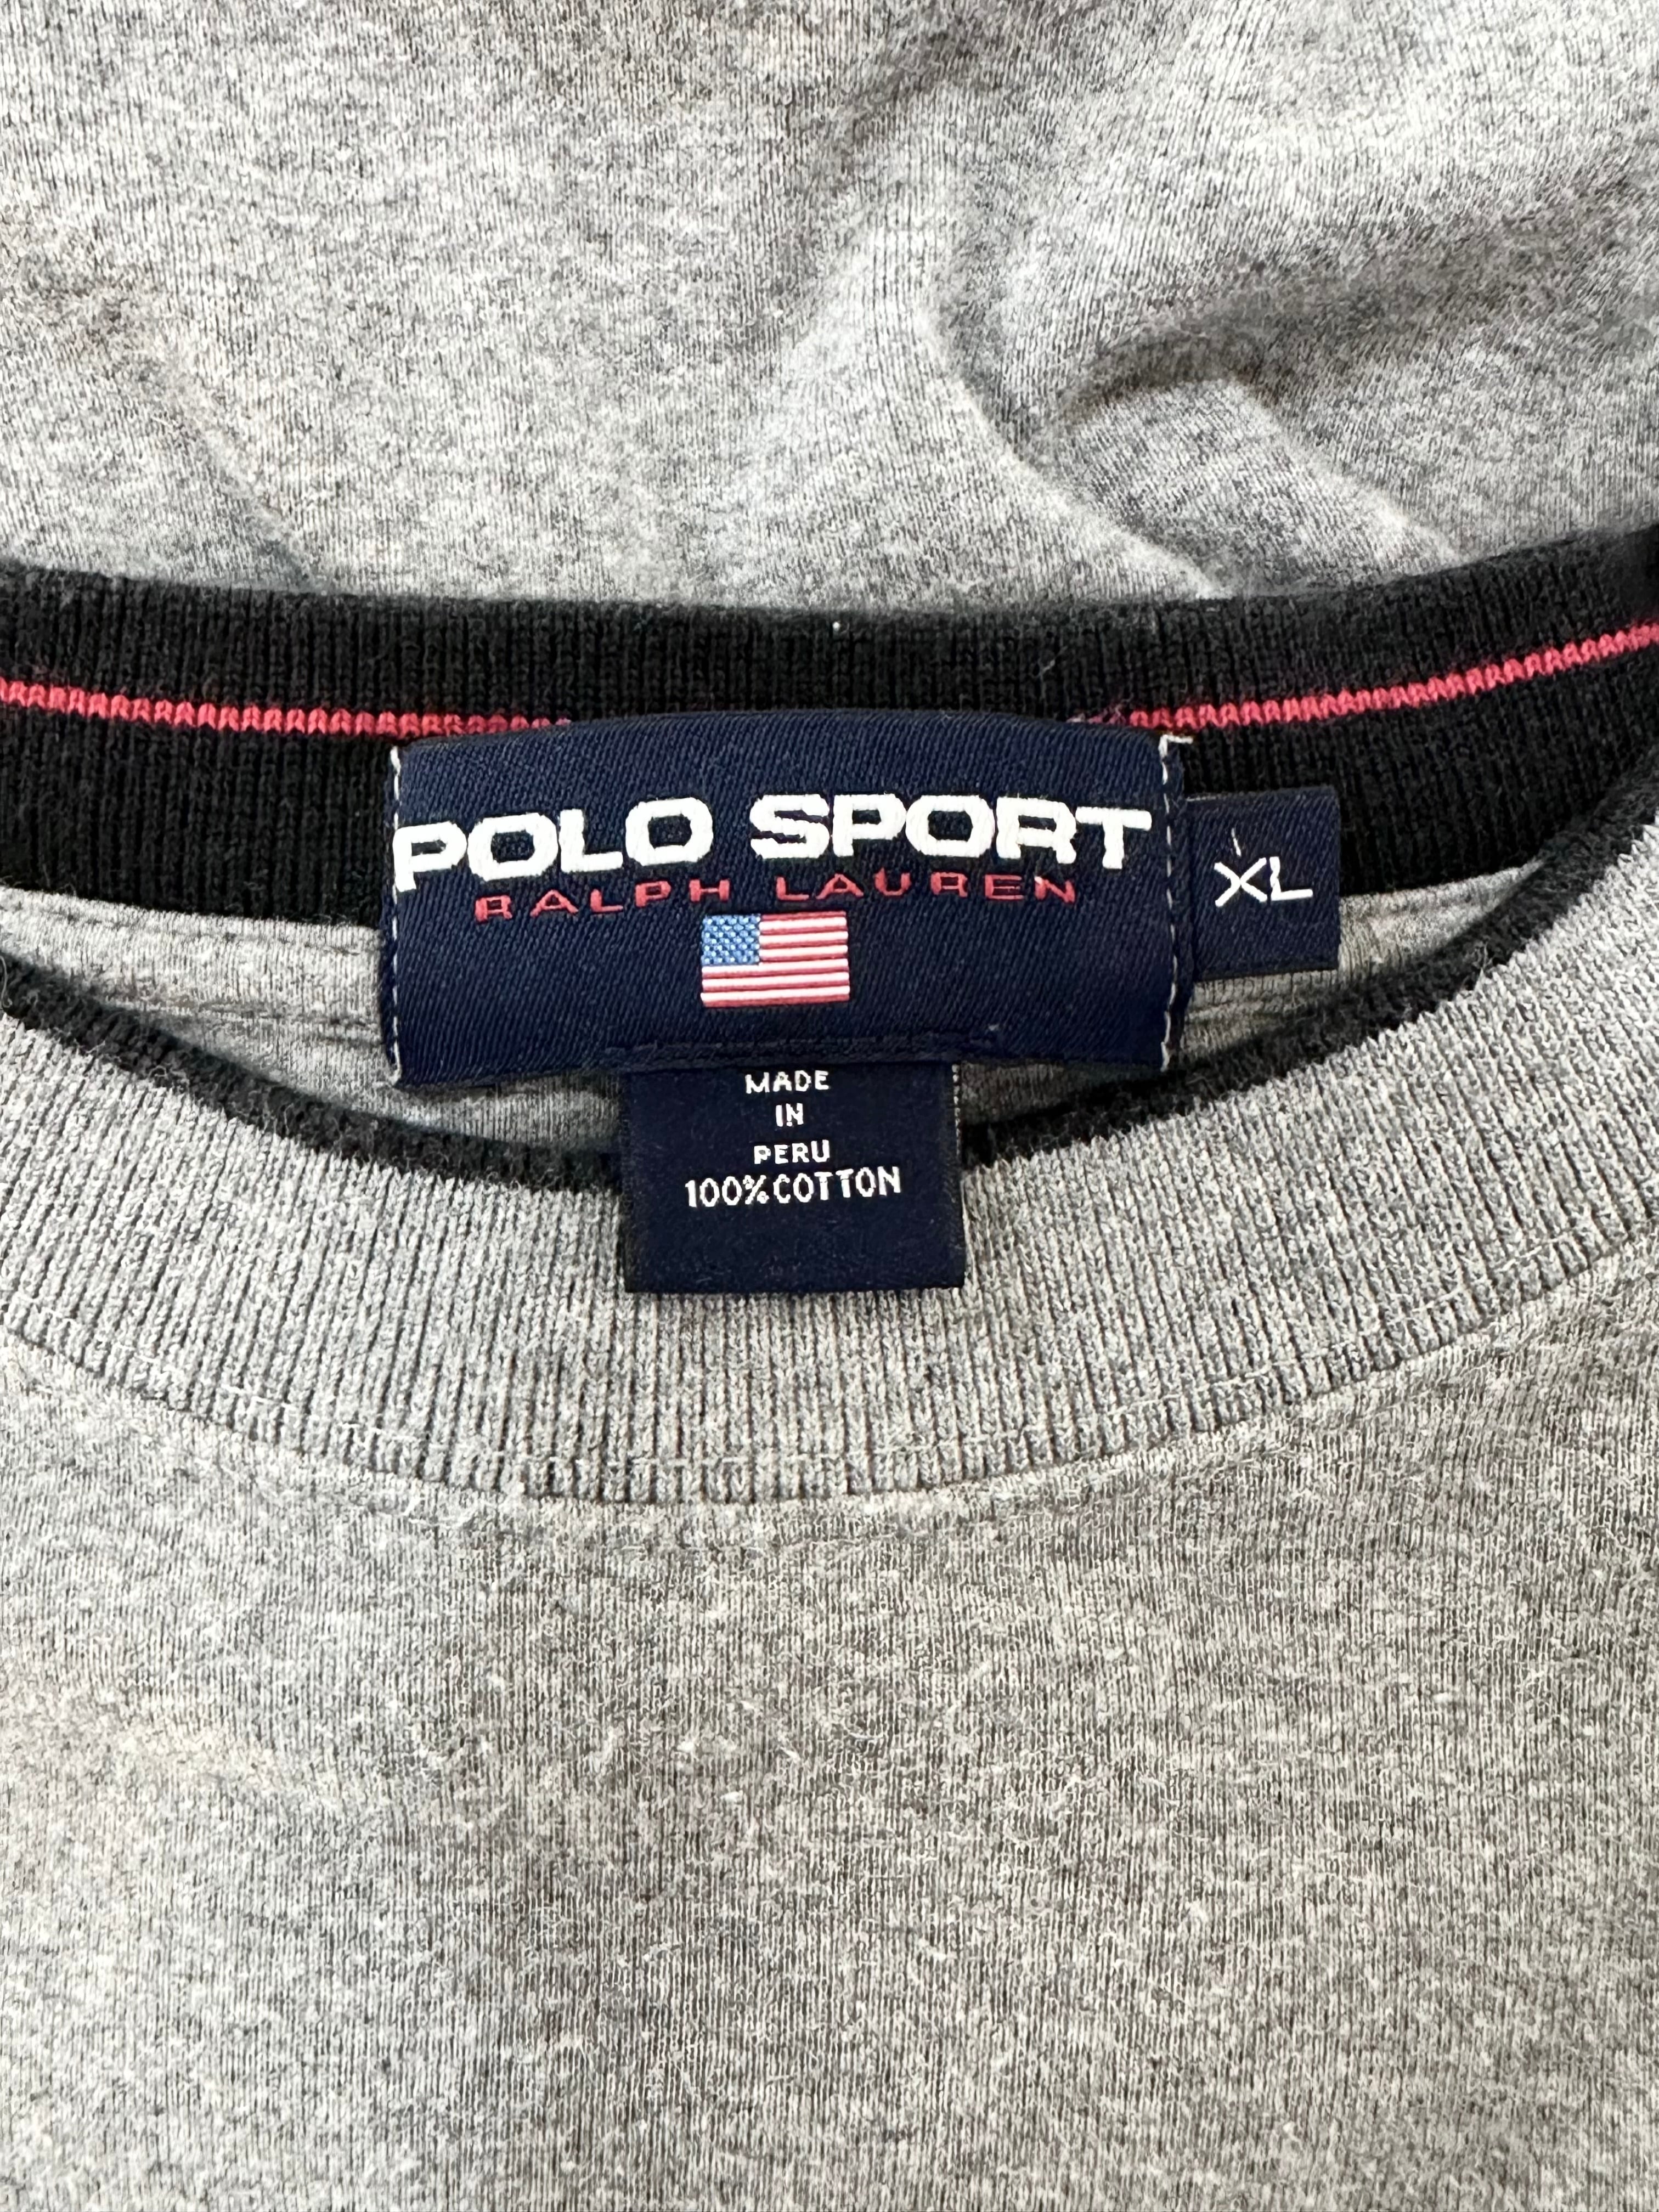 POLO SPORT
RALPH LAUREN
XL
MADE
IN
PERU
100%COTTON